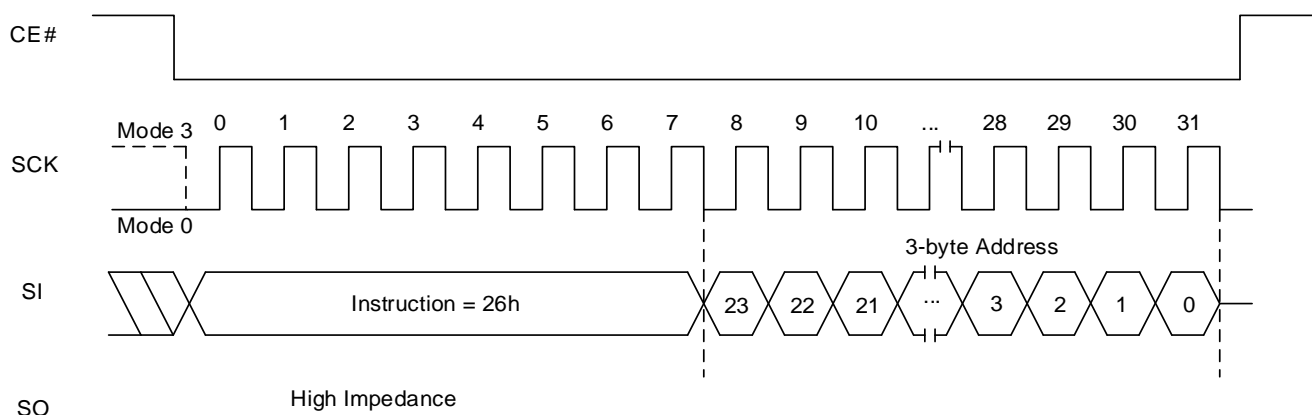 CE#
Mode 3 0 1 2 3 4 5 6 7 8 9 10 ... 28 29 30 31
SCK
Mode 0
3-byte Address
SI Instruction = 26h 23 22 21 ... 3 2 1 0
High Impedance
SO